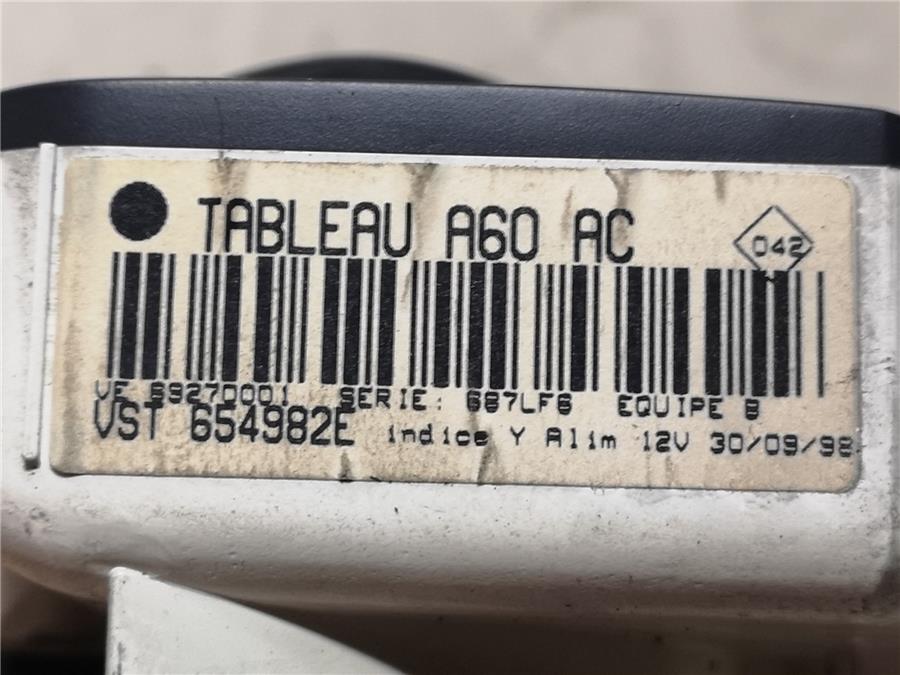 TABLEAU A60 AC
042
VE 89270001 SERIE: 687LF6 EQUIPE B
VST 654982E indice Y Alim 12V 30/09/98